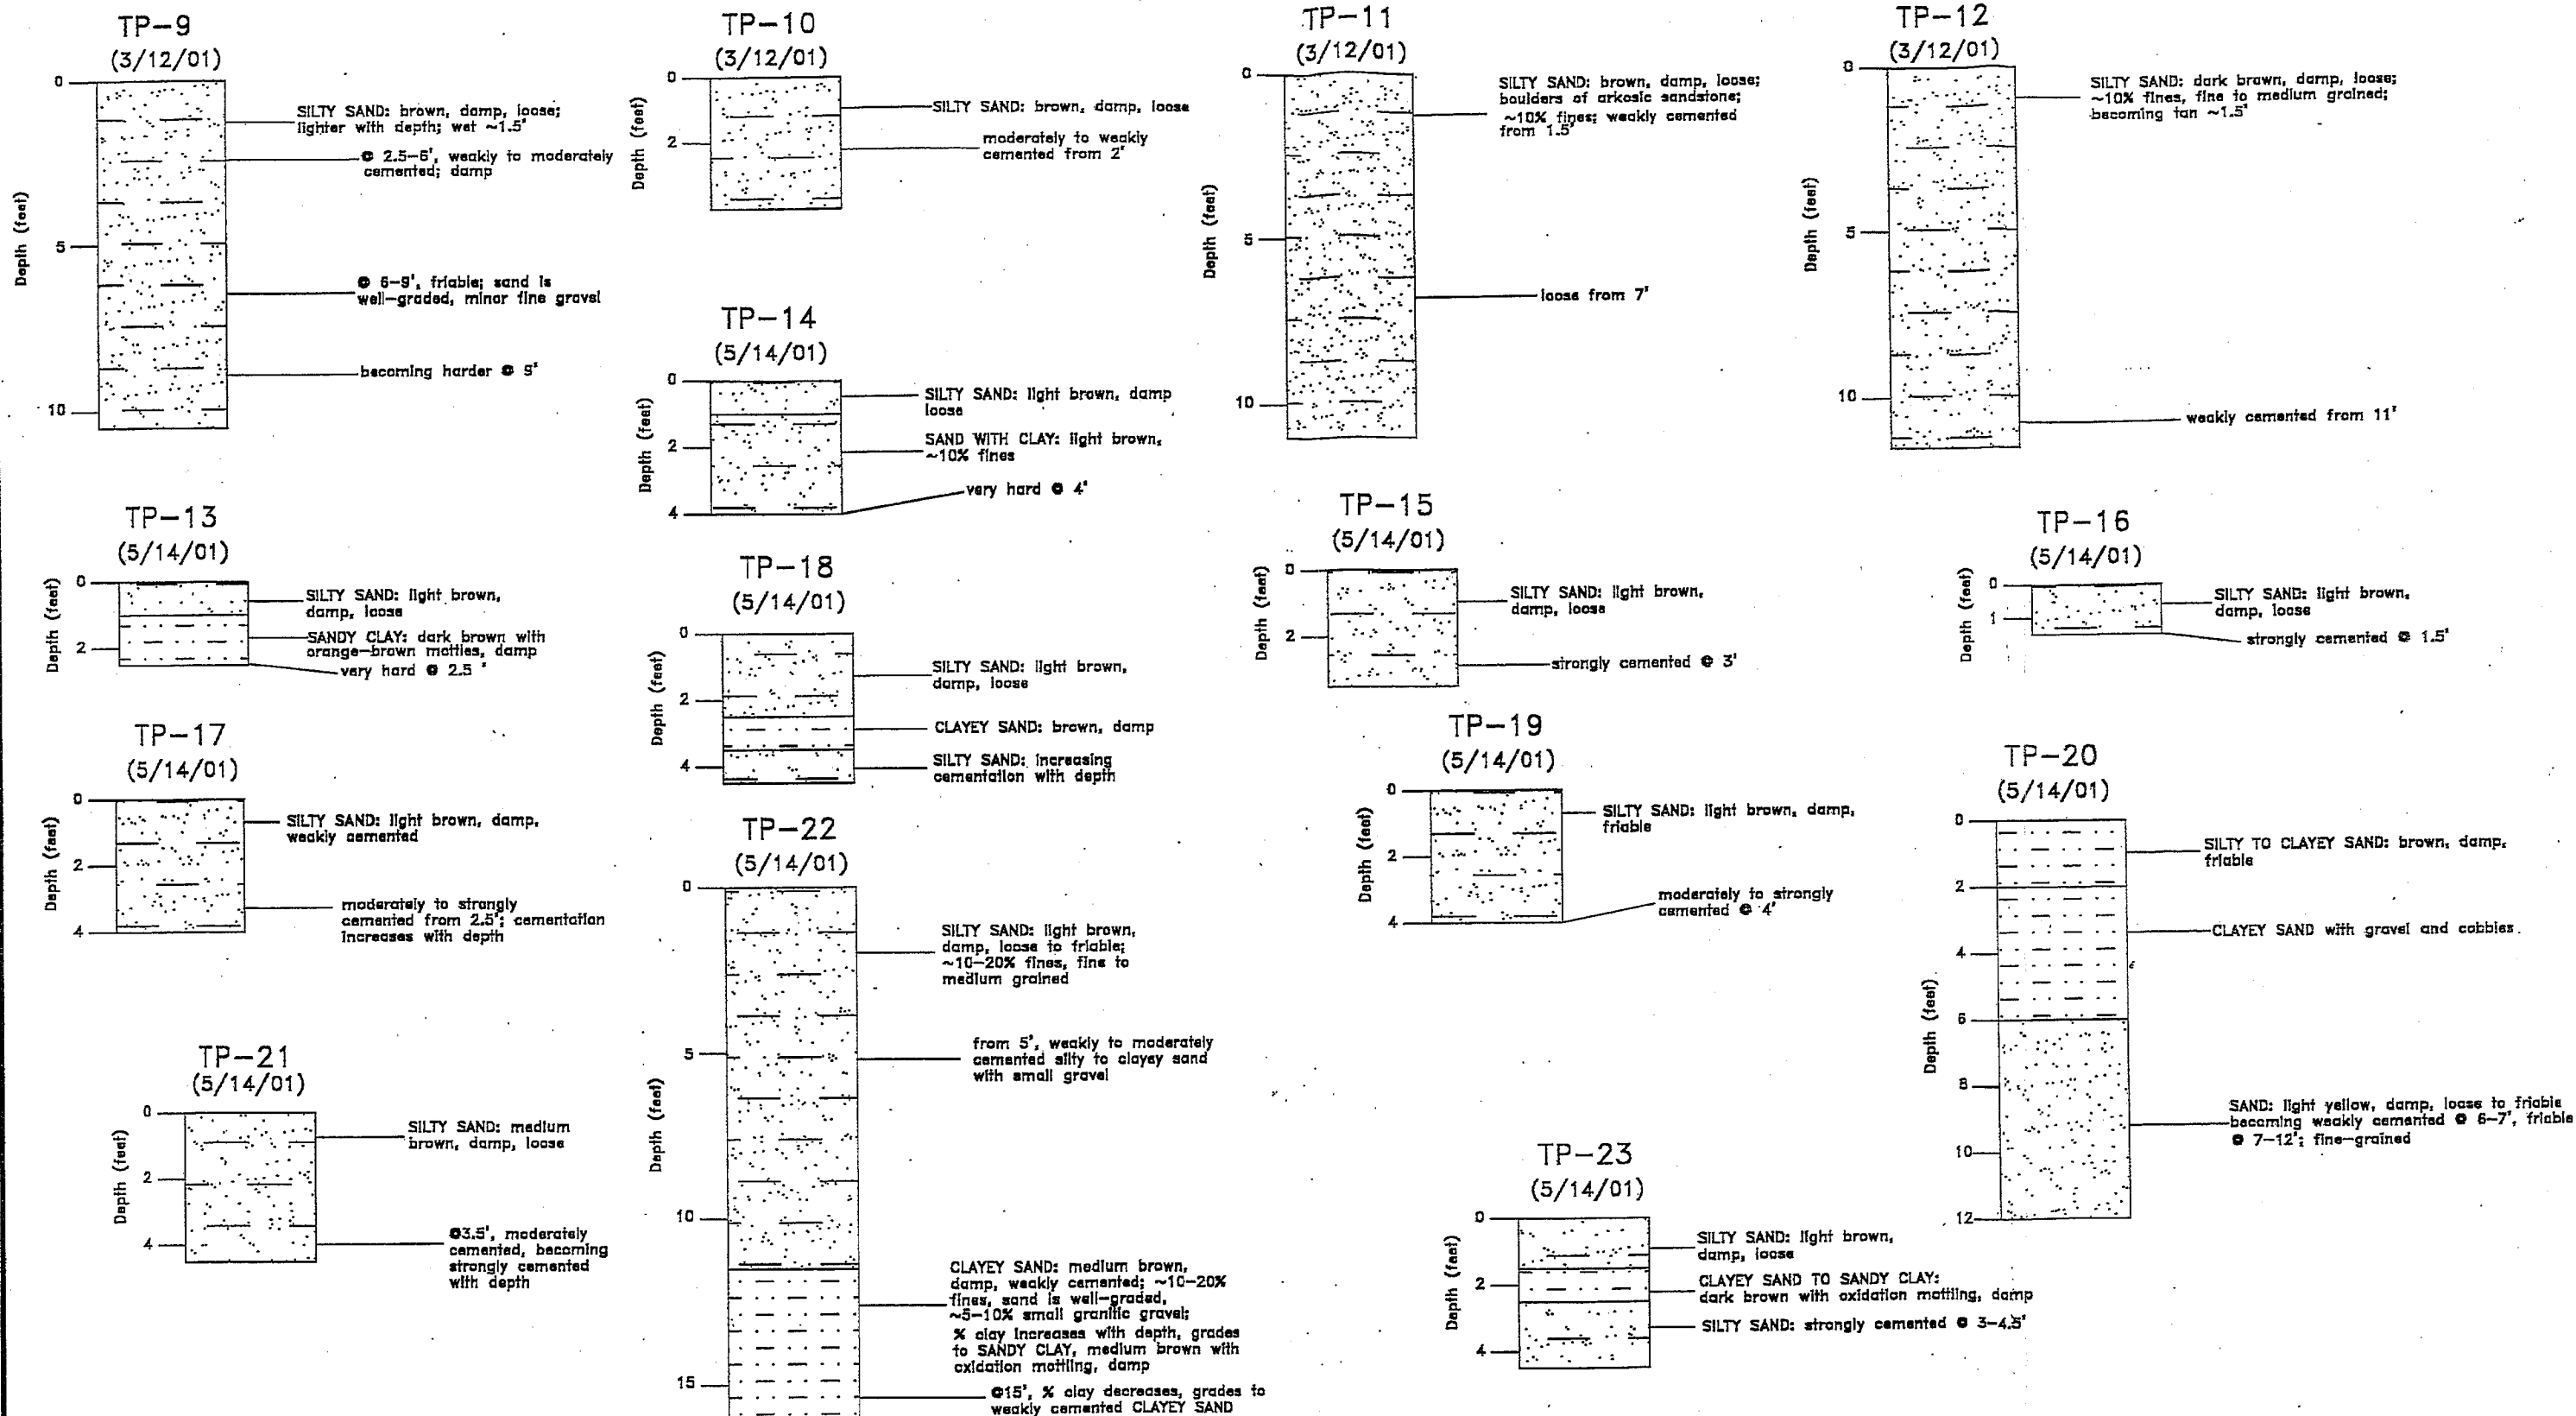 TP-9
(3/12/01)
Depth (feet)
0
5
10
SILTY SAND: brown, damp, loose;
lighter with depth; wet ~1.5'
@ 2.5-6', weakly to moderately
cemented; damp
@ 6-9', friable; sand is
well-graded, minor fine gravel
becoming harder @ 9'
TP-10
(3/12/01)
Depth (feet)
0
2
SILTY SAND: brown, damp, loose
moderately to weakly
cemented from 2'
TP-11
(3/12/01)
Depth (feet)
0
5
10
SILTY SAND: brown, damp, loose;
boulders of arkosic sandstone;
~10% fines; weakly cemented
from 1.5'
loose from 7'
TP-12
(3/12/01)
Depth (feet)
0
5
10
SILTY SAND: dark brown, damp, loose;
~10% fines, fine to medium grained;
becoming tan ~1.5'
weakly cemented from 11'
TP-13
(5/14/01)
Depth (feet)
0
2
SILTY SAND: light brown,
damp, loose
SANDY CLAY: dark brown with
orange-brown mottles, damp
very hard @ 2.5 '
TP-14
(5/14/01)
Depth (feet)
0
2
4
SILTY SAND: light brown, damp
loose
SAND WITH CLAY: light brown,
~10% fines
very hard @ 4'
TP-15
(5/14/01)
Depth (feet)
0
2
SILTY SAND: light brown,
damp, loose
strongly cemented @ 3'
TP-16
(5/14/01)
Depth (feet)
0
1
SILTY SAND: light brown,
damp, loose
strongly cemented @ 1.5'
TP-17
(5/14/01)
Depth (feet)
0
2
4
SILTY SAND: light brown, damp,
weakly cemented
moderately to strongly
cemented from 2.5'; cementation
increases with depth
TP-18
(5/14/01)
Depth (feet)
0
2
4
SILTY SAND: light brown,
damp, loose
CLAYEY SAND: brown, damp
SILTY SAND: increasing
cementation with depth
TP-19
(5/14/01)
Depth (feet)
0
2
4
SILTY SAND: light brown, damp,
friable
moderately to strongly
cemented @ 4'
TP-20
(5/14/01)
Depth (feet)
0
2
4
6
8
10
12
SILTY TO CLAYEY SAND: brown, damp,
friable
CLAYEY SAND with gravel and cobbles.
SAND: light yellow, damp, loose to friable
becoming weakly cemented @ 6-7', friable
@ 7-12'; fine-grained
TP-21
(5/14/01)
Depth (feet)
0
2
4
SILTY SAND: medium
brown, damp, loose
@3.5', moderately
cemented, becoming
strongly cemented
with depth
TP-22
(5/14/01)
Depth (feet)
0
5
10
15
SILTY SAND: light brown,
damp, loose to friable;
~10-20% fines, fine to
medium grained
from 5', weakly to moderately
cemented silty to clayey sand
with small gravel
CLAYEY SAND: medium brown,
damp, weakly cemented; ~10-20%
fines, sand is well-graded,
~5-10% small granitic gravel;
% clay increases with depth, grades
to SANDY CLAY, medium brown with
oxidation mottling, damp
@15', % clay decreases, grades to
weakly cemented CLAYEY SAND
TP-23
(5/14/01)
Depth (feet)
0
2
4
SILTY SAND: light brown,
damp, loose
CLAYEY SAND TO SANDY CLAY:
dark brown with oxidation mottling, damp
SILTY SAND: strongly cemented @ 3-4.5'